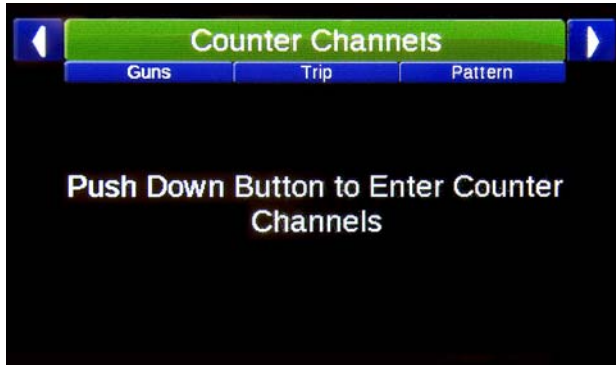 Counter Channels
Guns Trip Pattern
Push Down Button to Enter Counter
Channels